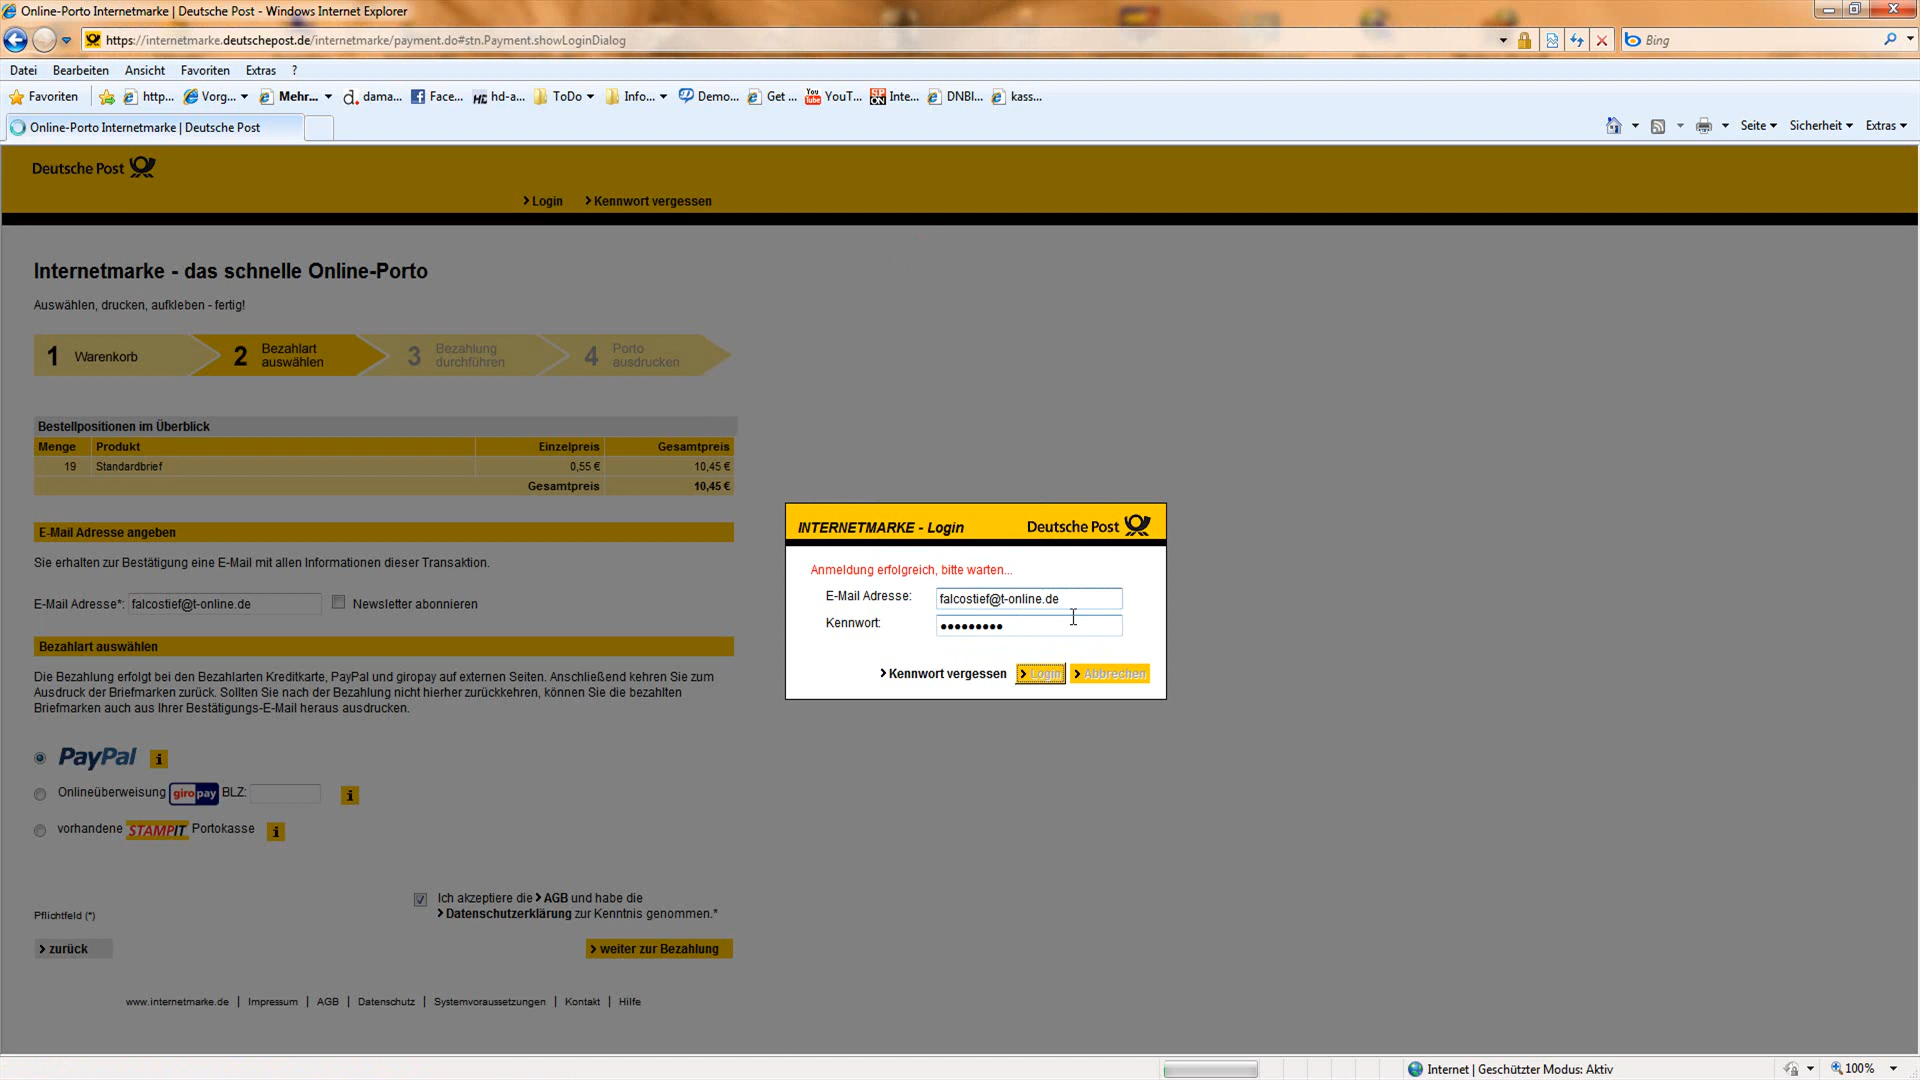 Online-Porto Internetmarke | Deutsche Post - Windows Internet Explorer
https://internetmarke.deutschepost.de/internetmarke/payment.do#stn.Payment.showLoginDialog
Bing
Datei Bearbeiten Ansicht Favoriten Extras ?
Favoriten http... Vorg... Mehr... dama... Face... hd-a... ToDo Info... Demo... Get ... YouT... Inte... DNBI... kass...
Online-Porto Internetmarke | Deutsche Post
Seite Sicherheit Extras
Deutsche Post
Login Kennwort vergessen
Internetmarke - das schnelle Online-Porto
Auswählen, drucken, aufkleben - fertig!
1 Warenkorb
2 Bezahlart auswählen
3 Bezahlung durchführen
4 Porto ausdrucken
Bestellpositionen im Überblick
Menge Produkt Einzelpreis Gesamtpreis
19 Standardbrief 0,55 € 10,45 €
Gesamtpreis 10,45 €
E-Mail Adresse angeben
Sie erhalten zur Bestätigung eine E-Mail mit allen Informationen dieser Transaktion.
E-Mail Adresse*: falcostief@t-online.de Newsletter abonnieren
Bezahlart auswählen
Die Bezahlung erfolgt bei den Bezahlarten Kreditkarte, PayPal und giropay auf externen Seiten. Anschließend kehren Sie zum
Ausdruck der Briefmarken zurück. Sollten Sie nach der Bezahlung nicht hierher zurückkehren, können Sie die bezahlten
Briefmarken auch aus Ihrer Bestätigungs-E-Mail heraus ausdrucken.
PayPal i
Onlineüberweisung giropay BLZ: i
vorhandene STAMPIT Portokasse i
Ich akzeptiere die AGB und habe die
Datenschutzerklärung zur Kenntnis genommen.*
Pflichtfeld (*)
zurück
weiter zur Bezahlung
www.internetmarke.de | Impressum | AGB | Datenschutz | Systemvoraussetzungen | Kontakt | Hilfe
INTERNETMARKE - Login Deutsche Post
Anmeldung erfolgreich, bitte warten...
E-Mail Adresse: falcostief@t-online.de
Kennwort: ●●●●●●●●●
Kennwort vergessen Login Abbrechen
Internet | Geschützter Modus: Aktiv
100%